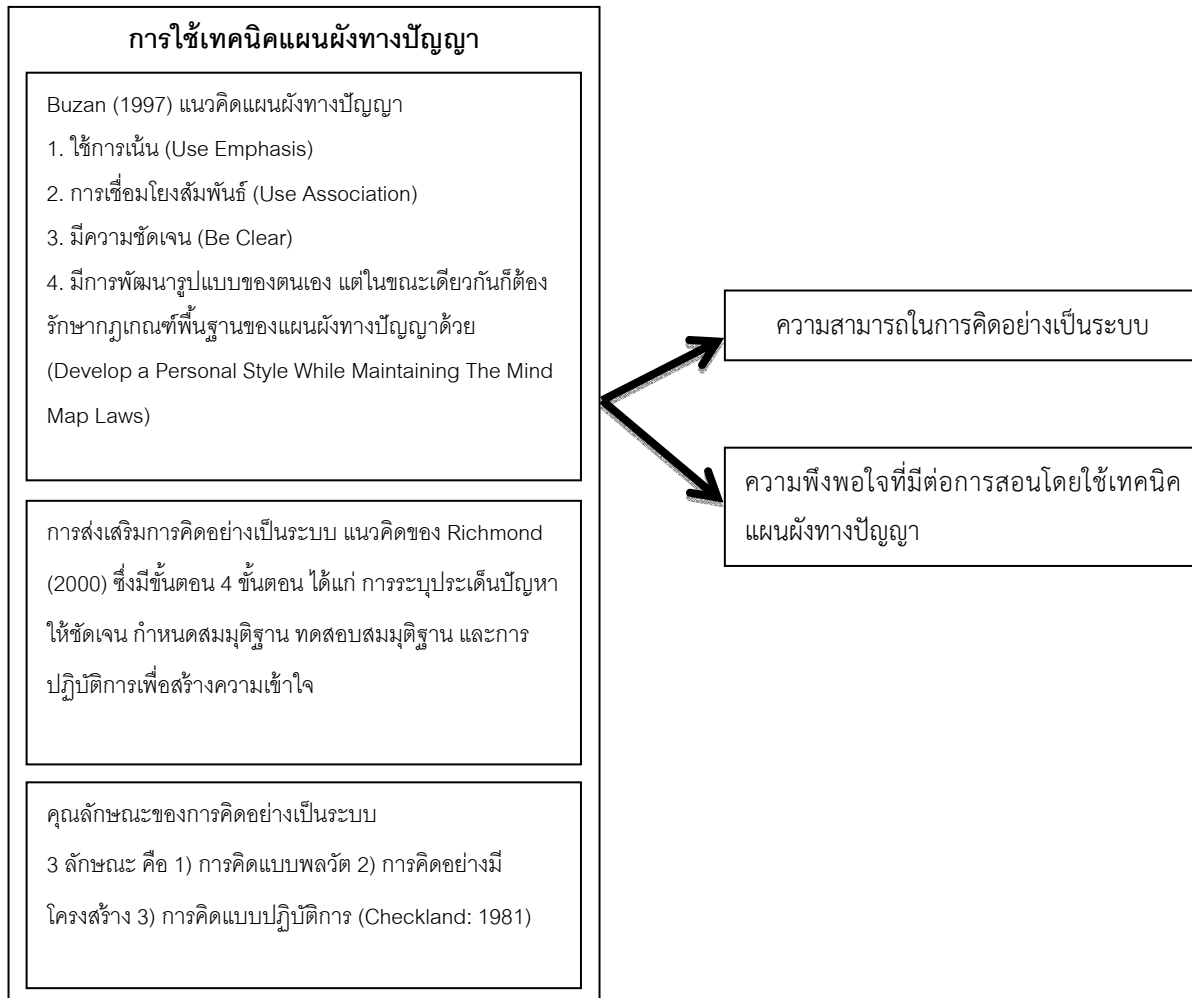 การใช้เทคนิคแผนผังทางปัญญา
Buzan (1997) แนวคิดแผนผังทางปัญญา
1. ใช้การเน้น (Use Emphasis)
2. การเชื่อมโยงสัมพันธ์ (Use Association)
3. มีความชัดเจน (Be Clear)
4. มีการพัฒนารูปแบบของตนเอง แต่ในขณะเดียวกันก็ต้อง
รักษากฎเกณฑ์พื้นฐานของแผนผังทางปัญญาด้วย
(Develop a Personal Style While Maintaining The Mind
Map Laws)
การส่งเสริมการคิดอย่างเป็นระบบ แนวคิดของ Richmond
(2000) ซึ่งมีขั้นตอน 4 ขั้นตอน ได้แก่ การระบุประเด็นปัญหา
ให้ชัดเจน กำหนดสมมุติฐาน ทดสอบสมมุติฐาน และการ
ปฏิบัติการเพื่อสร้างความเข้าใจ
คุณลักษณะของการคิดอย่างเป็นระบบ
3 ลักษณะ คือ 1) การคิดแบบพลวัต 2) การคิดอย่างมี
โครงสร้าง 3) การคิดแบบปฏิบัติการ (Checkland: 1981)
ความสามารถในการคิดอย่างเป็นระบบ
ความพึงพอใจที่มีต่อการสอนโดยใช้เทคนิค
แผนผังทางปัญญา